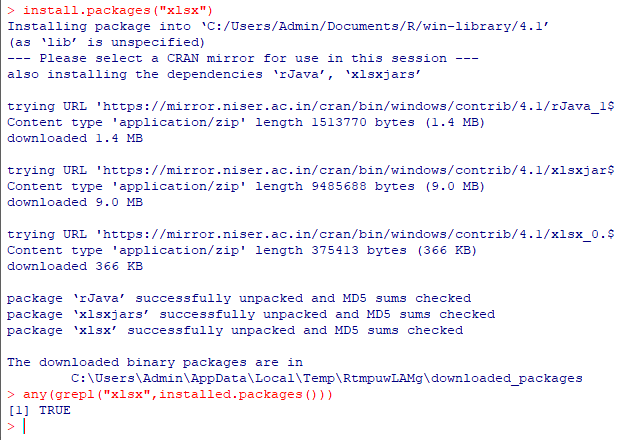 > install.packages("xlsx")
Installing package into ‘C:/Users/Admin/Documents/R/win-library/4.1’
(as ‘lib’ is unspecified)
--- Please select a CRAN mirror for use in this session ---
also installing the dependencies ‘rJava’, ‘xlsxjars’
trying URL 'https://mirror.niser.ac.in/cran/bin/windows/contrib/4.1/rJava_1$
Content type 'application/zip' length 1513770 bytes (1.4 MB)
downloaded 1.4 MB
trying URL 'https://mirror.niser.ac.in/cran/bin/windows/contrib/4.1/xlsxjar$
Content type 'application/zip' length 9485688 bytes (9.0 MB)
downloaded 9.0 MB
trying URL 'https://mirror.niser.ac.in/cran/bin/windows/contrib/4.1/xlsx_0.$
Content type 'application/zip' length 375413 bytes (366 KB)
downloaded 366 KB
package ‘rJava’ successfully unpacked and MD5 sums checked
package ‘xlsxjars’ successfully unpacked and MD5 sums checked
package ‘xlsx’ successfully unpacked and MD5 sums checked
The downloaded binary packages are in
C:\Users\Admin\AppData\Local\Temp\RtmpuwLAMg\downloaded_packages
> any(grepl("xlsx",installed.packages()))
[1] TRUE
>